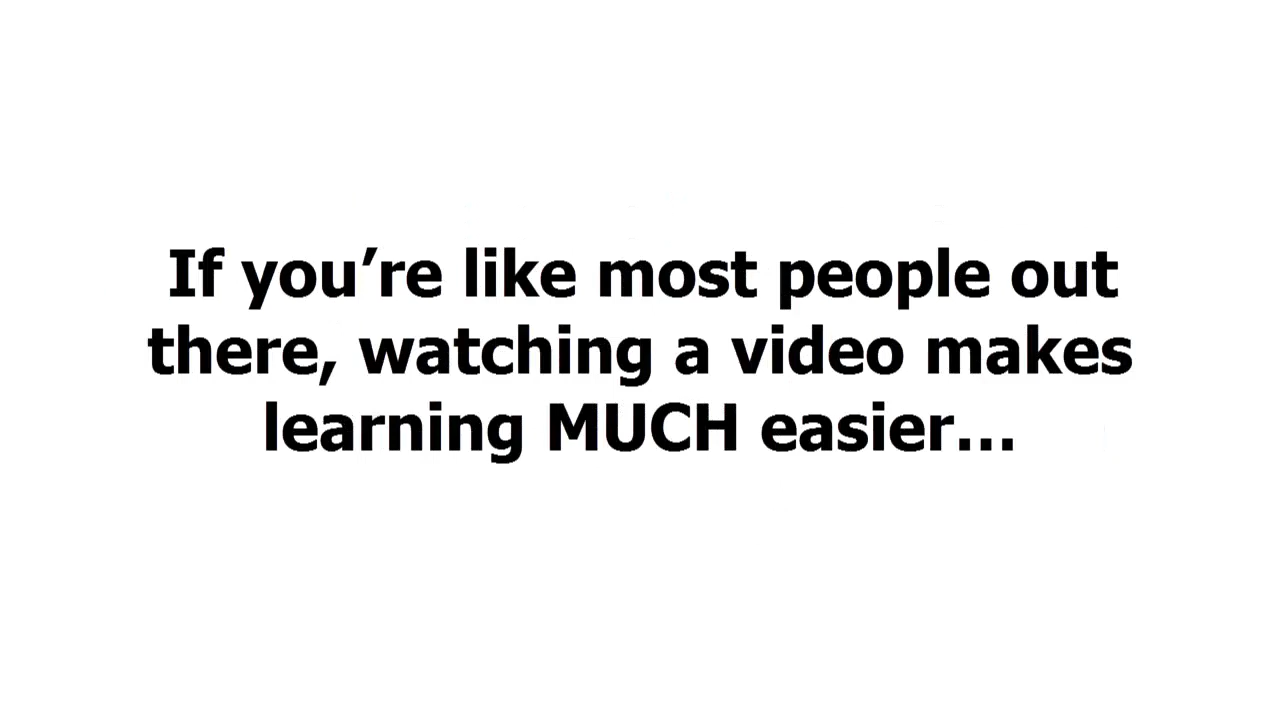 If you’re like most people out
there, watching a video makes
learning MUCH easier...